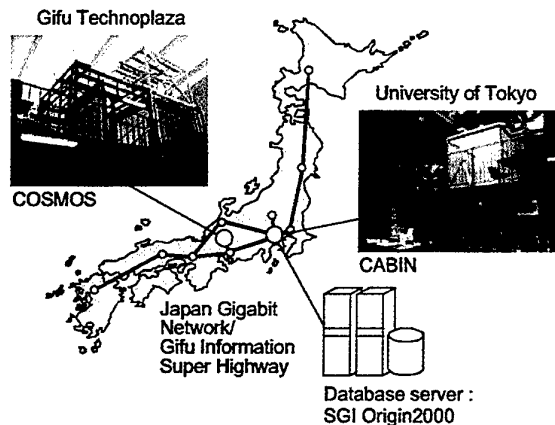 Gifu Technoplaza
University of Tokyo
COSMOS
CABIN
Japan Gigabit
Network/
Gifu Information
Super Highway
Database server :
SGI Origin2000